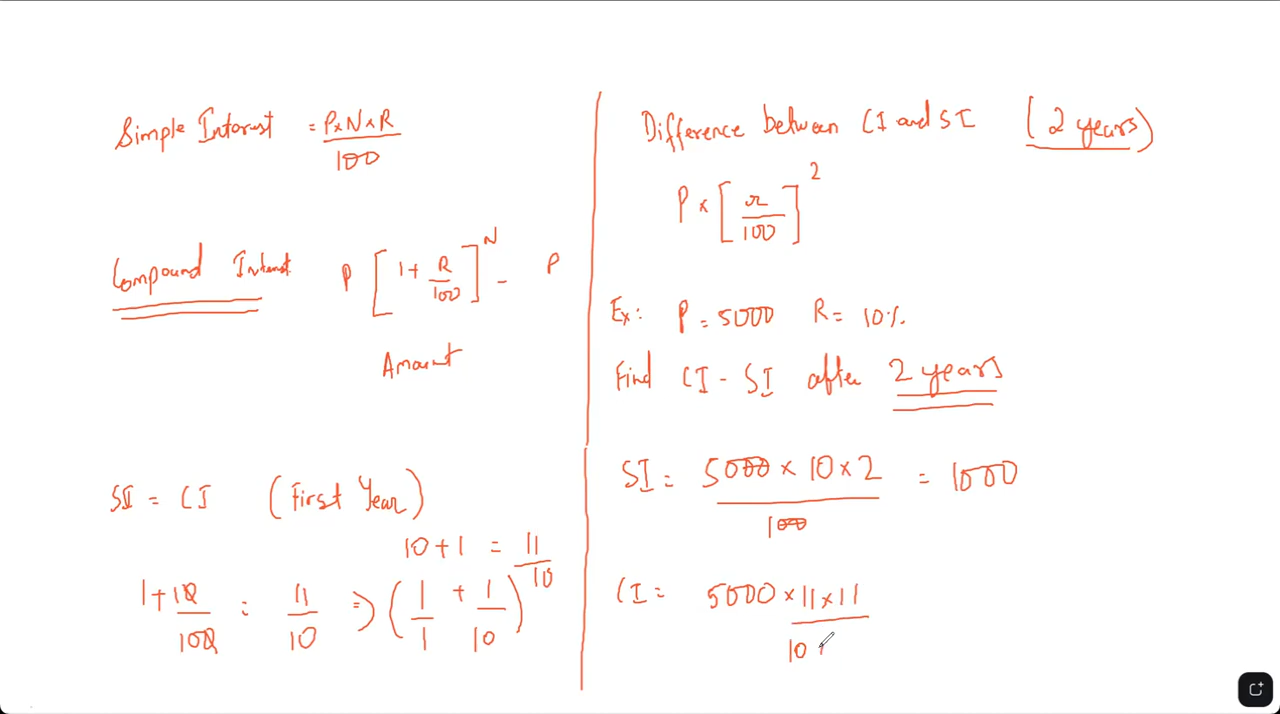 Simple Interest = P×N×R
100
Compound Interest P [1 + R/100]^N - P
Amount
SI = CI (First Year)
10 + 1 = 11/10
1 + 10/100 = 11/10 => (1/1 + 1/10)
Difference between CI and SI (2 years)
P × [r/100]^2
Ex: P = 5000 R = 10%
Find CI - SI after 2 years
SI = 5000 × 10 × 2 = 1000
100
CI = 5000 × 11 × 11
10